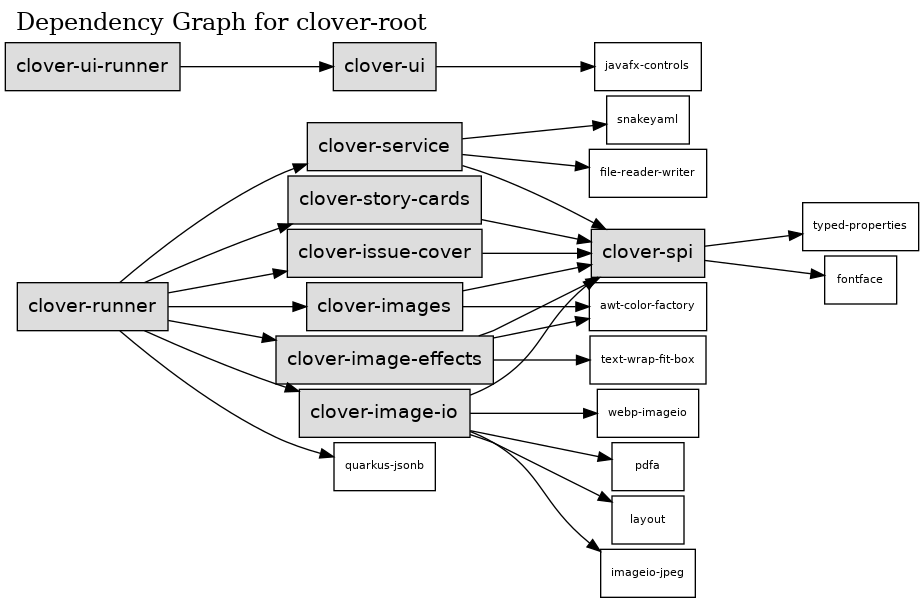 Dependency Graph for clover-root
clover-ui-runner
clover-ui
javafx-controls
snakeyaml
clover-service
file-reader-writer
clover-story-cards
typed-properties
clover-issue-cover
clover-spi
fontface
clover-runner
clover-images
awt-color-factory
clover-image-effects
text-wrap-fit-box
clover-image-io
webp-imageio
quarkus-jsonb
pdfa
layout
imageio-jpeg